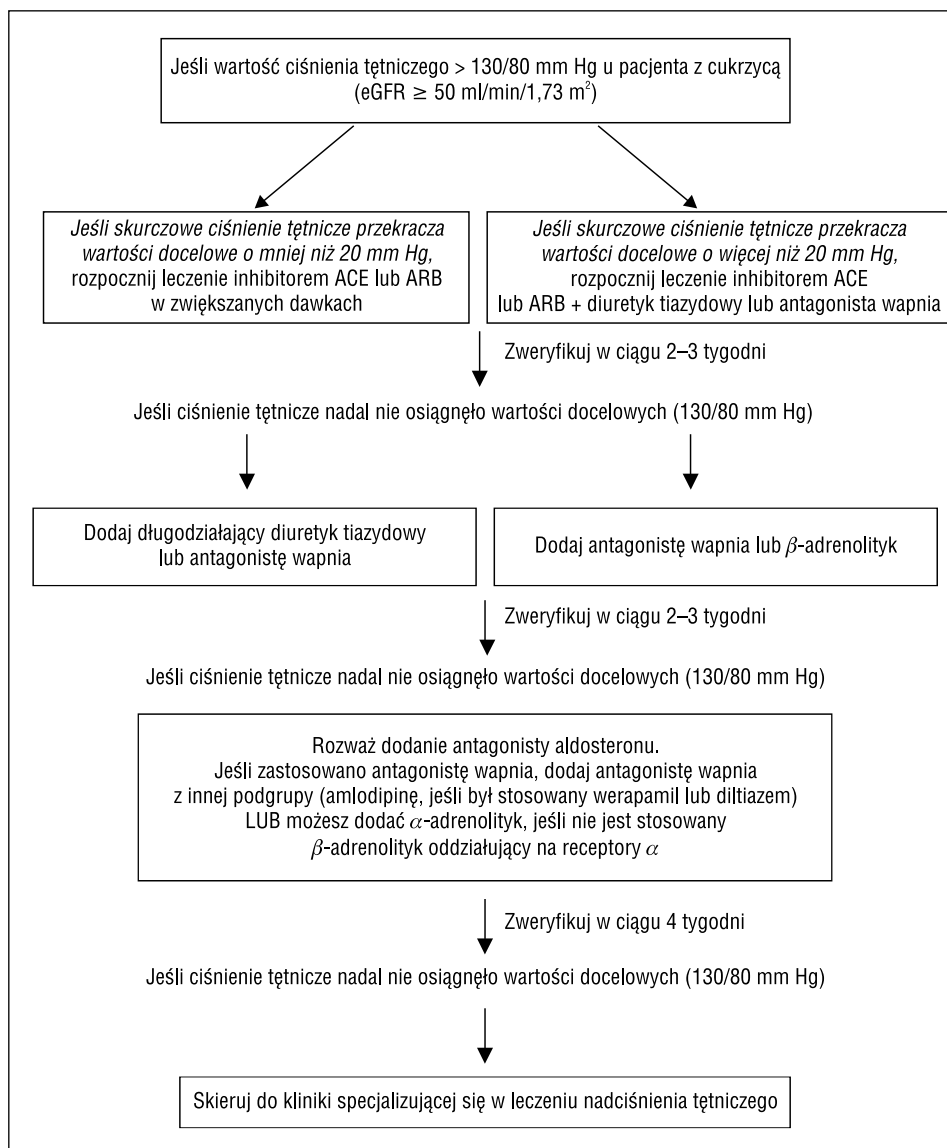 Jeśli wartość ciśnienia tętniczego > 130/80 mm Hg u pacjenta z cukrzycą
(eGFR ≥ 50 ml/min/1,73 m²)
Jeśli skurczowe ciśnienie tętnicze przekracza
wartości docelowe o mniej niż 20 mm Hg,
rozpocznij leczenie inhibitorem ACE lub ARB
w zwiększanych dawkach
Jeśli skurczowe ciśnienie tętnicze przekracza
wartości docelowe o więcej niż 20 mm Hg,
rozpocznij leczenie inhibitorem ACE
lub ARB + diuretyk tiazydowy lub antagonista wapnia
Zweryfikuj w ciągu 2–3 tygodni
Jeśli ciśnienie tętnicze nadal nie osiągnęło wartości docelowych (130/80 mm Hg)
Dodaj długodziałający diuretyk tiazydowy
lub antagonistę wapnia
Dodaj antagonistę wapnia lub β-adrenolityk
Zweryfikuj w ciągu 2–3 tygodni
Jeśli ciśnienie tętnicze nadal nie osiągnęło wartości docelowych (130/80 mm Hg)
Rozważ dodanie antagonisty aldosteronu.
Jeśli zastosowano antagonistę wapnia, dodaj antagonistę wapnia
z innej podgrupy (amlodipinę, jeśli był stosowany werapamil lub diltiazem)
LUB możesz dodać α-adrenolityk, jeśli nie jest stosowany
β-adrenolityk oddziałujący na receptory α
Zweryfikuj w ciągu 4 tygodni
Jeśli ciśnienie tętnicze nadal nie osiągnęło wartości docelowych (130/80 mm Hg)
Skieruj do kliniki specjalizującej się w leczeniu nadciśnienia tętniczego